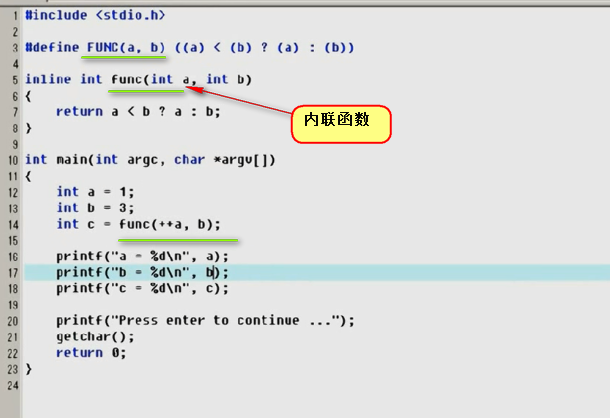 1 #include <stdio.h>
2
3 #define FUNC(a, b) ((a) < (b) ? (a) : (b))
4
5 inline int func(int a, int b)
6 {
7     return a < b ? a : b;
8 }
9
10 int main(int argc, char *argv[])
11 {
12     int a = 1;
13     int b = 3;
14     int c = func(++a, b);
15
16     printf("a = %d\n", a);
17     printf("b = %d\n", b);
18     printf("c = %d\n", c);
19
20     printf("Press enter to continue ...");
21     getchar();
22     return 0;
23 }
24
内联函数